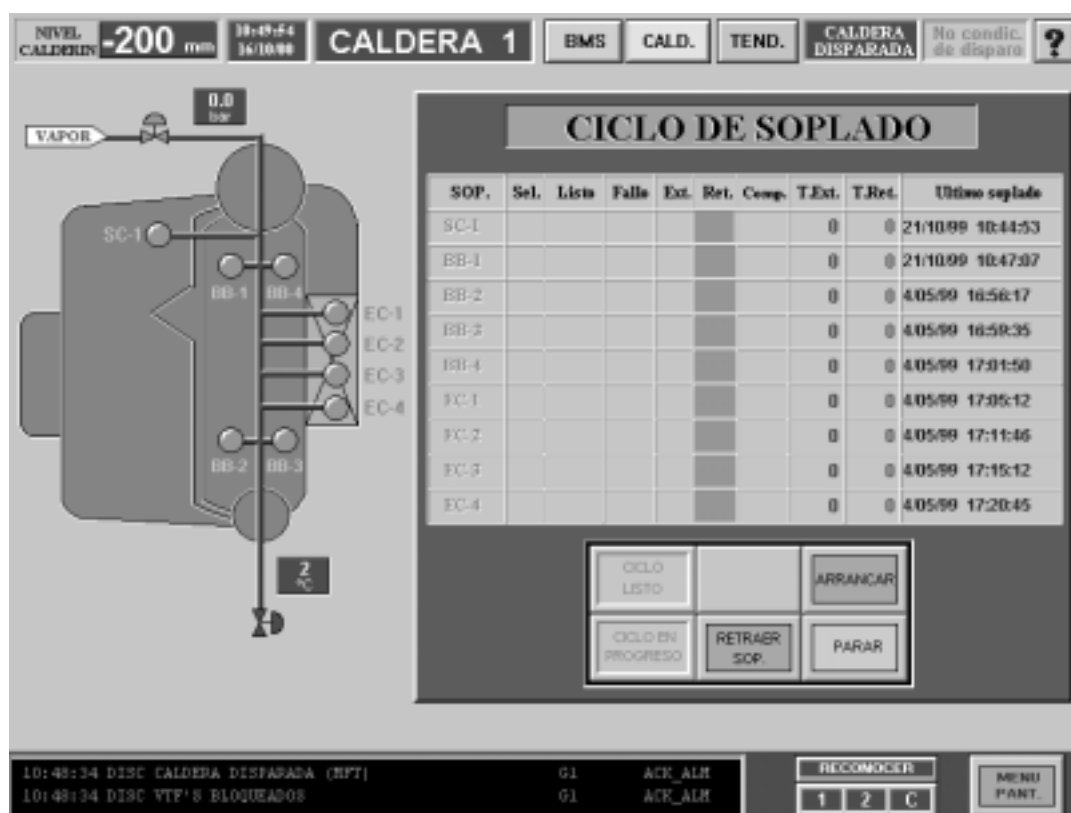 NIVEL
CALDERIN
-200 mm
10:49:54
16/10/00
CALDERA 1
BMS
CALD.
TEND.
CALDERA
DISPARADA
No condic.
de disparo
?
0.0
bar
VAPOR
SC-1
BB-1
BB-4
EC-1
EC-2
EC-3
EC-4
BB-2
BB-3
2
°C
CICLO DE SOPLADO
SOP. Sel. Listo Fallo Ext. Ret. Comp. T.Ext. T.Ret. Ultimo soplado
SC-1 0 0 21/10/99 10:44:53
BB-1 0 0 21/10/99 10:47:07
BB-2 0 0 4/05/99 16:56:17
BB-3 0 0 4/05/99 16:59:35
BB-4 0 0 4/05/99 17:01:50
EC-1 0 0 4/05/99 17:05:12
EC-2 0 0 4/05/99 17:11:46
EC-3 0 0 4/05/99 17:15:12
EC-4 0 0 4/05/99 17:20:45
CICLO
LISTO
ARRANCAR
CICLO EN
PROGRESO
RETRAER
SOP.
PARAR
10:48:34 DISC CALDERA DISPARADA (MFT) G1 ACK_ALM
10:48:34 DISC VTF'S BLOQUEADOS G1 ACK_ALM
RECONOCER
1 2 C
MENU
PANT.